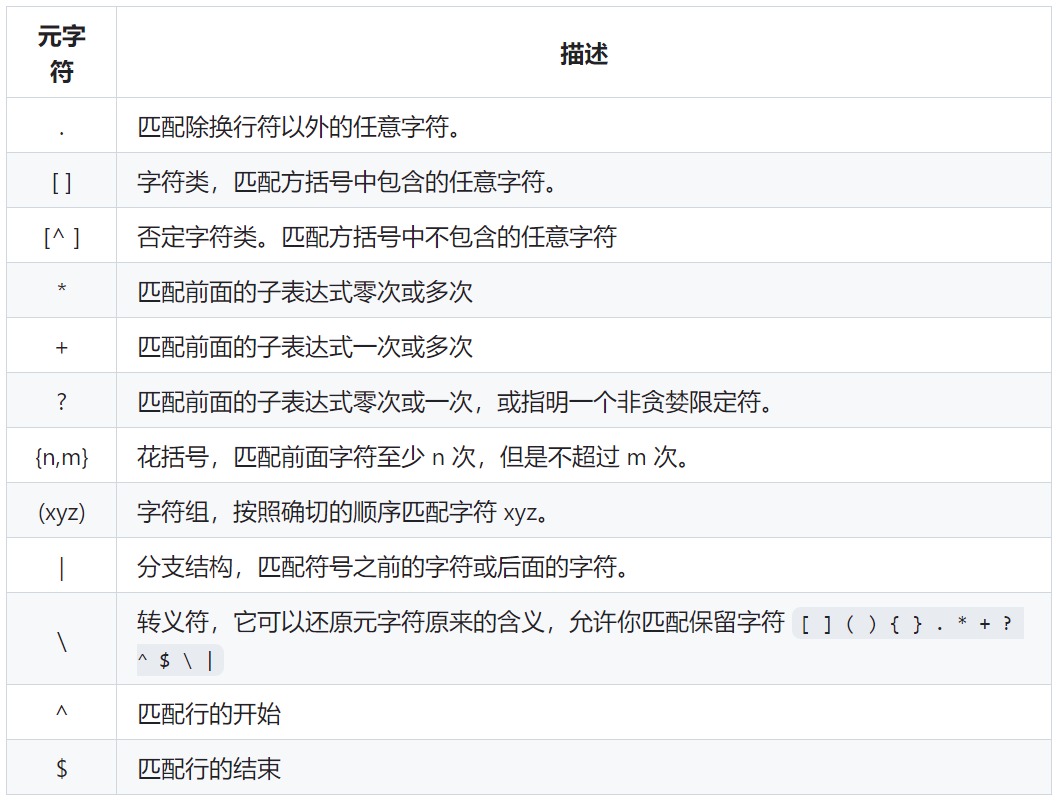 元字
符
描述
.
匹配除换行符以外的任意字符。
[ ]
字符类，匹配方括号中包含的任意字符。
[^ ]
否定字符类。匹配方括号中不包含的任意字符
*
匹配前面的子表达式零次或多次
+
匹配前面的子表达式一次或多次
?
匹配前面的子表达式零次或一次，或指明一个非贪婪限定符。
{n,m}
花括号，匹配前面字符至少 n 次，但是不超过 m 次。
(xyz)
字符组，按照确切的顺序匹配字符 xyz。
|
分支结构，匹配符号之前的字符或后面的字符。
\
转义符，它可以还原元字符原来的含义，允许你匹配保留字符 [ ] ( ) { } . * + ?
^ $ \ |
^
匹配行的开始
$
匹配行的结束